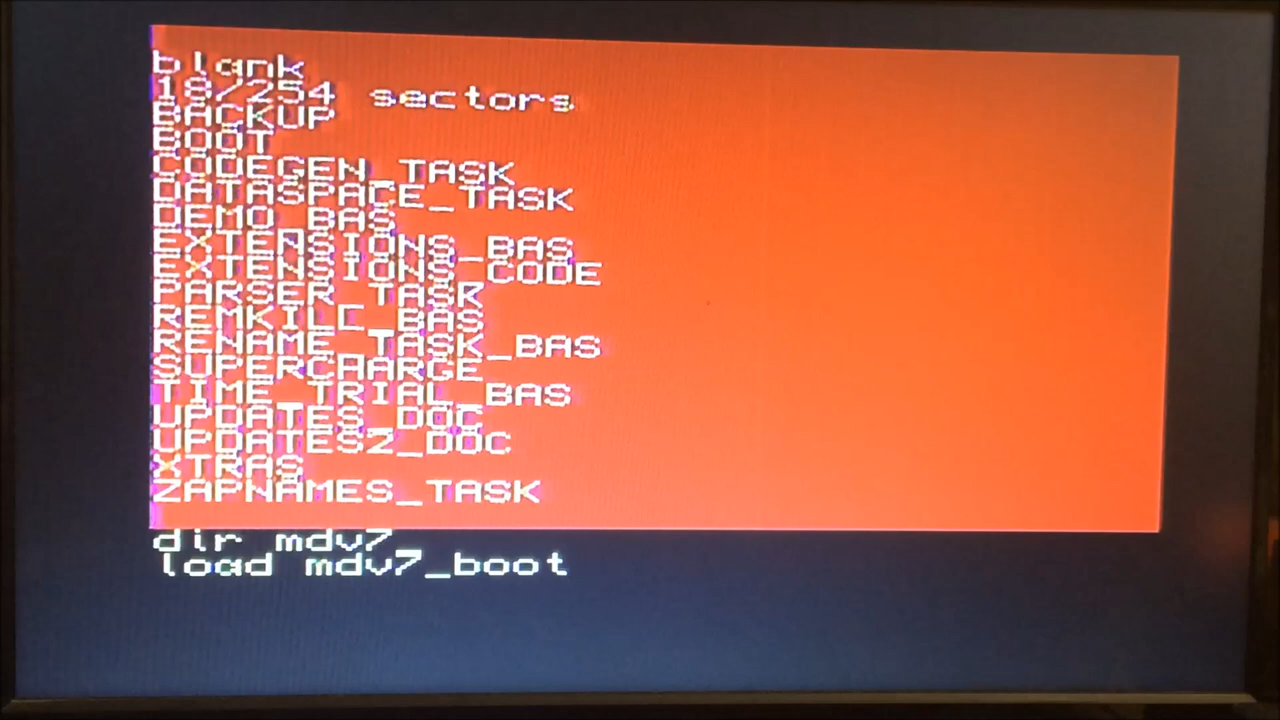 blank
18/254 sectors
BACKUP
BOOT
CODEGEN_TASK
DATASPACE_TASK
DEMO_BAS
EXTENSIONS_BAS
EXTENSIONS_CODE
PARSER_TASK
REMKILL_BAS
RENAME_TASK_BAS
SUPERCHARGE
TIME_TRIAL_BAS
UPDATES_DOC
UPDATES2_DOC
XTRAS
ZAPNAMES_TASK
dir mdv7_
load mdv7_boot